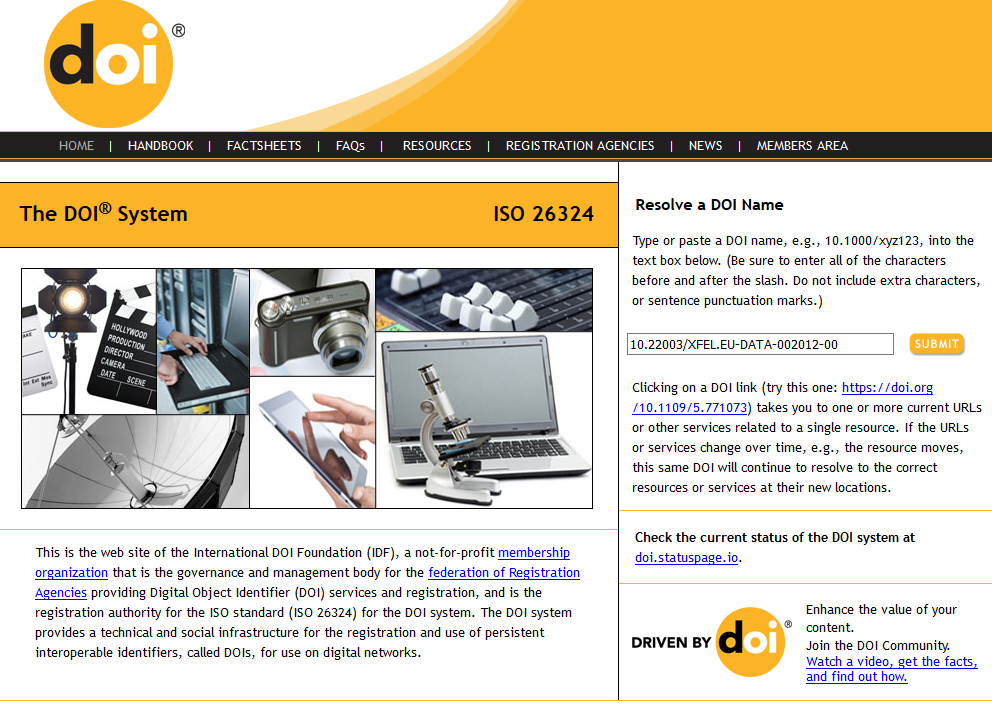 doi®
HOME | HANDBOOK | FACTSHEETS | FAQs | RESOURCES | REGISTRATION AGENCIES | NEWS | MEMBERS AREA
The DOI® System
ISO 26324
HOLLYWOOD
PRODUCTION
DIRECTOR
CAMERA
DATE SCENE
Int Ext Mos
Sync
This is the web site of the International DOI Foundation (IDF), a not-for-profit membership
organization that is the governance and management body for the federation of Registration
Agencies providing Digital Object Identifier (DOI) services and registration, and is the
registration authority for the ISO standard (ISO 26324) for the DOI system. The DOI system
provides a technical and social infrastructure for the registration and use of persistent
interoperable identifiers, called DOIs, for use on digital networks.
Resolve a DOI Name
Type or paste a DOI name, e.g., 10.1000/xyz123, into the
text box below. (Be sure to enter all of the characters
before and after the slash. Do not include extra characters,
or sentence punctuation marks.)
10.22003/XFEL.EU-DATA-002012-00
SUBMIT
Clicking on a DOI link (try this one: https://doi.org
/10.1109/5.771073) takes you to one or more current URLs
or other services related to a single resource. If the URLs
or services change over time, e.g., the resource moves,
this same DOI will continue to resolve to the correct
resources or services at their new locations.
Check the current status of the DOI system at
doi.statuspage.io.
DRIVEN BY doi®
Enhance the value of your
content.
Join the DOI Community.
Watch a video, get the facts,
and find out how.